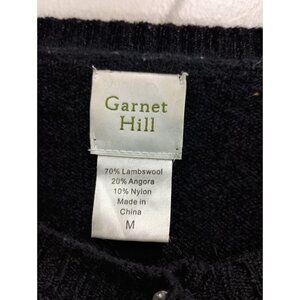 Garnet
Hill
70% Lambswool
20% Angora
10% Nylon
Made in
China
M